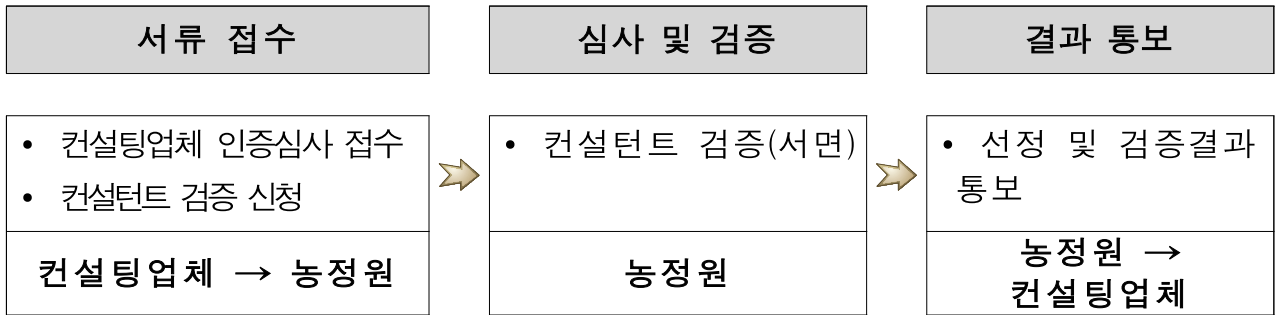 서류 접수
심사 및 검증
결과 통보
• 컨설팅업체 인증심사 접수
• 컨설턴트 검증 신청
• 컨설턴트 검증(서면)
• 선정 및 검증결과
통보
컨설팅업체 → 농정원
농정원
농정원 →
컨설팅업체